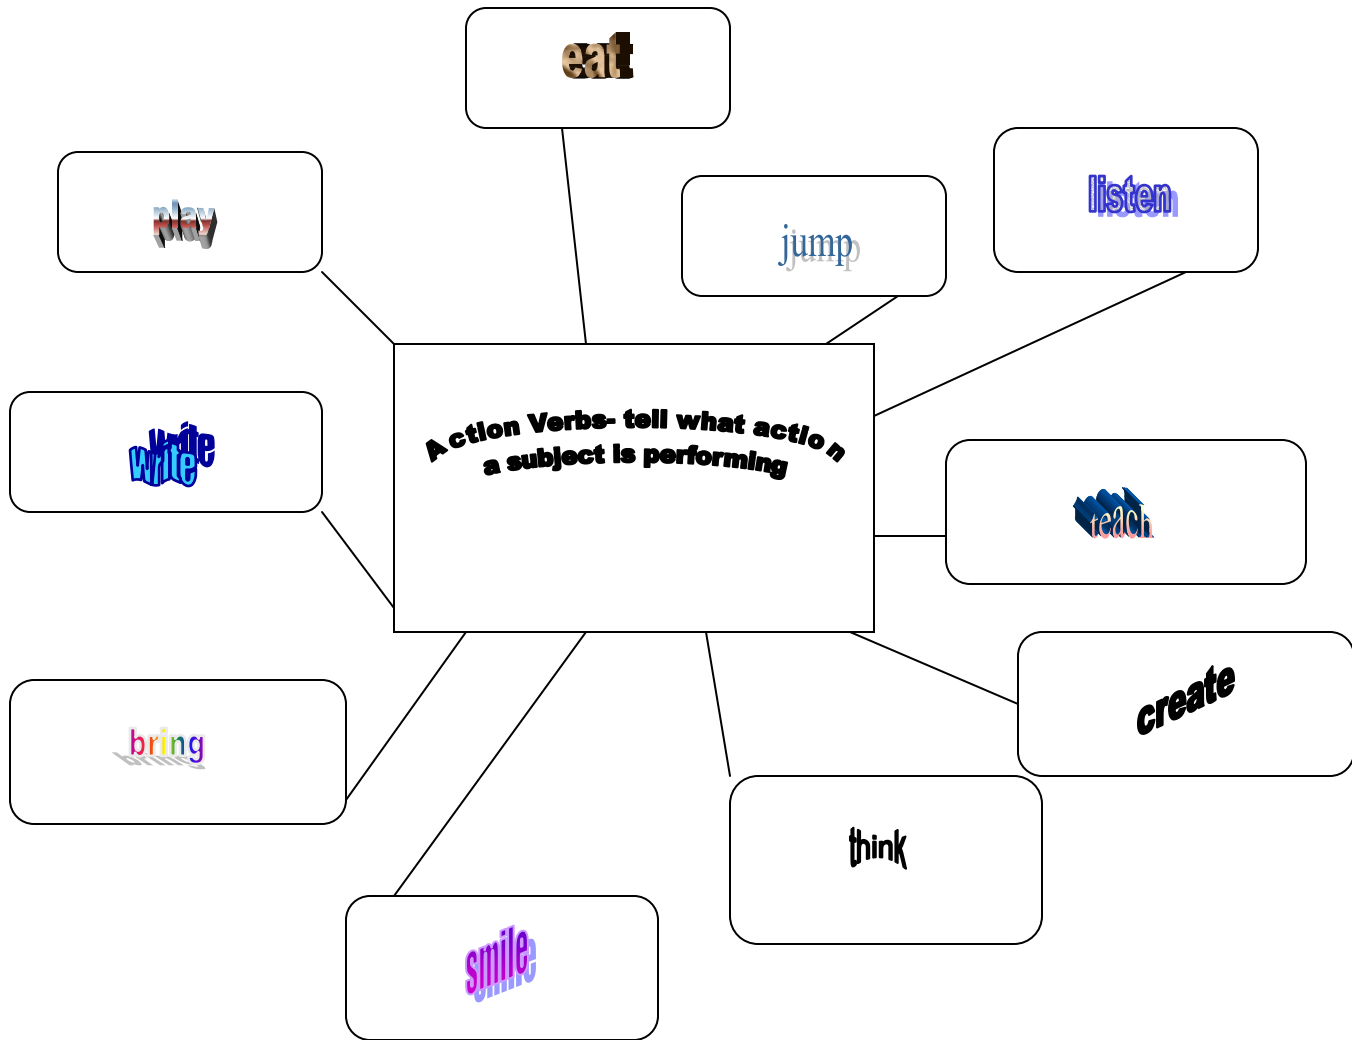 eat
play
listen
jump
Action Verbs- tell what action
a subject is performing
write
teach
create
bring
think
smile